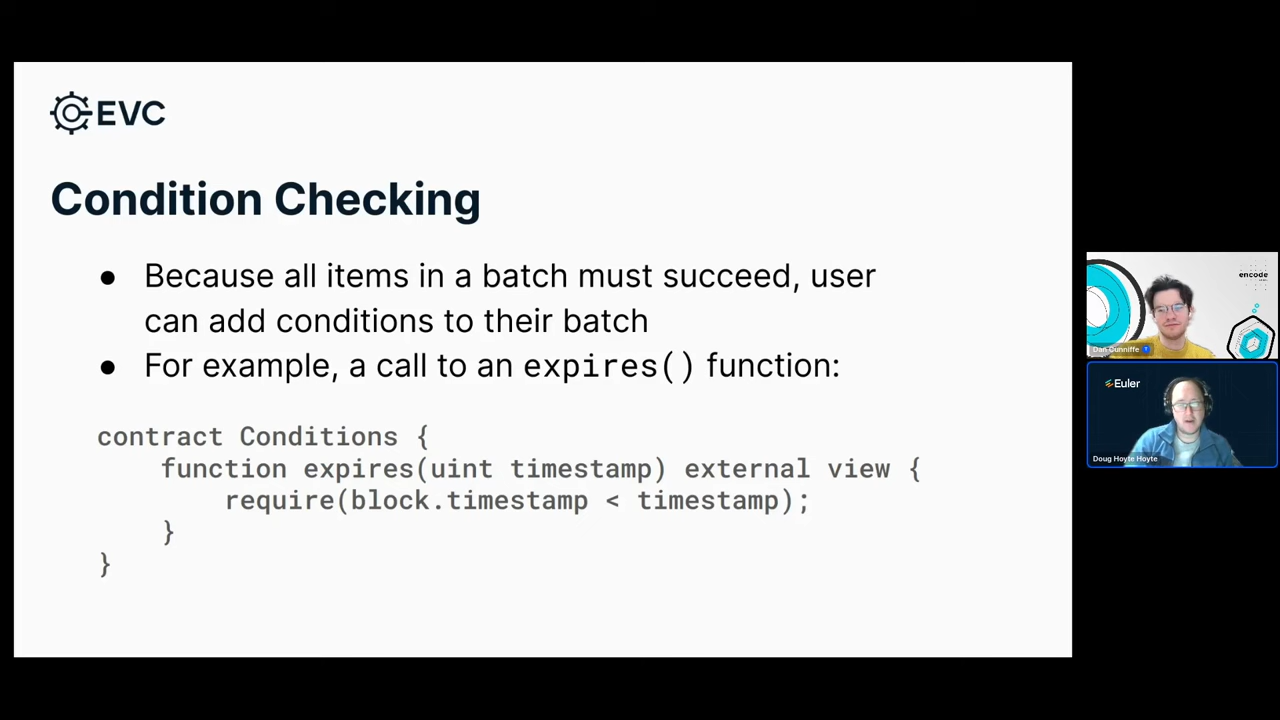 EVC
Condition Checking
● Because all items in a batch must succeed, user
can add conditions to their batch
● For example, a call to an expires() function:
contract Conditions {
    function expires(uint timestamp) external view {
        require(block.timestamp < timestamp);
    }
}
encode
Dan Cunniffe
Euler
Doug Hoyte Hoyte